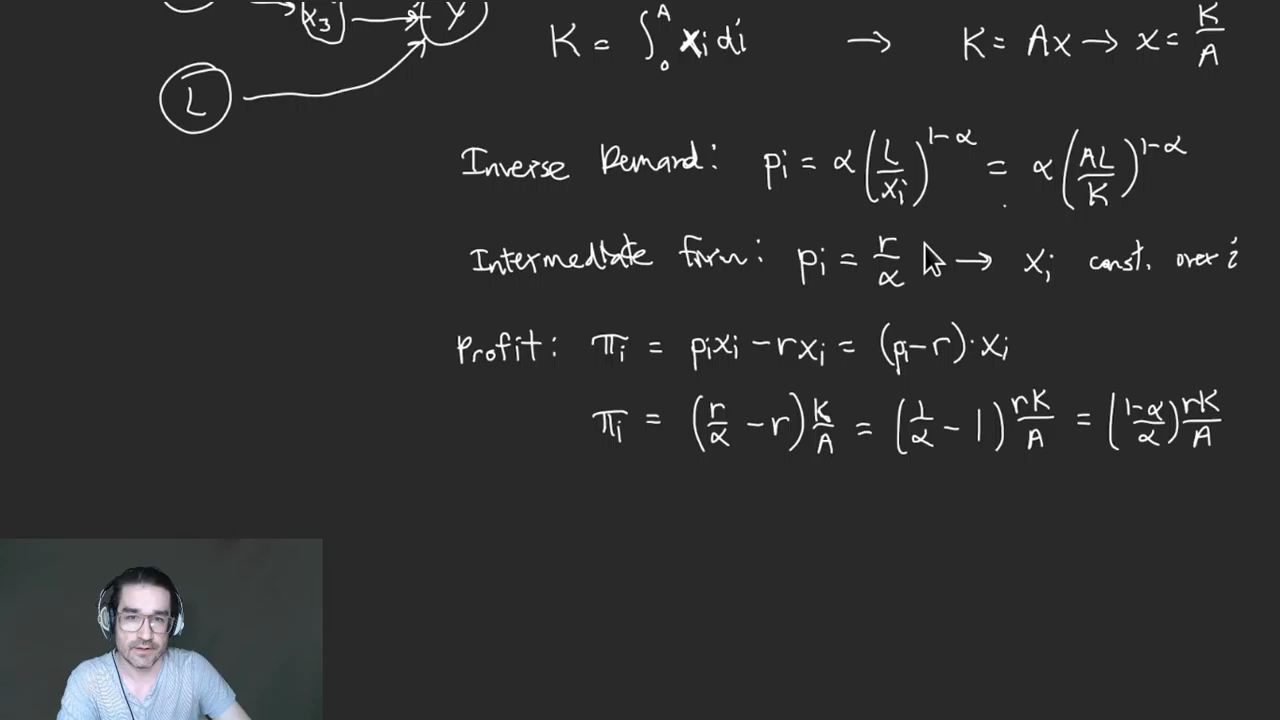 x₃ → Y
K = ∫₀ᴬ xᵢ di → K = Ax → x = K/A
L
Inverse Demand: pᵢ = α(L/xᵢ)^{1-α} = α(AL/K)^{1-α}
Intermediate firm: pᵢ = r/α → xᵢ const. over i
Profit: πᵢ = pᵢxᵢ - rxᵢ = (pᵢ-r)·xᵢ
πᵢ = (r/α - r)K/A = (1/α - 1)rK/A = (1-α/α)rK/A